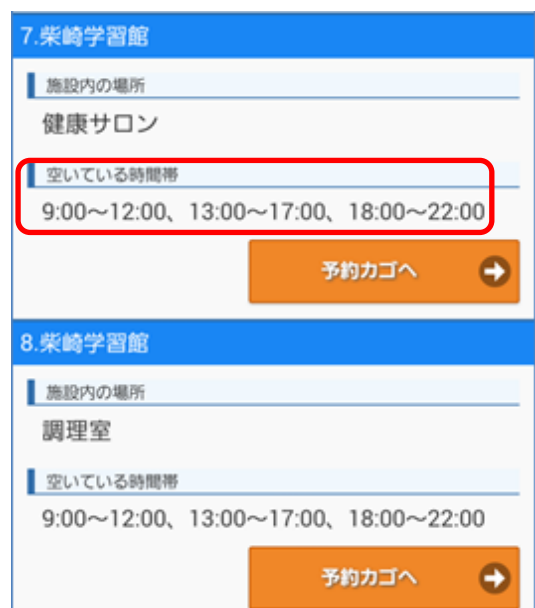 7.柴崎学習館
施設内の場所
健康サロン
空いている時間帯
9:00～12:00、13:00～17:00、18:00～22:00
予約カゴへ
8.柴崎学習館
施設内の場所
調理室
空いている時間帯
9:00～12:00、13:00～17:00、18:00～22:00
予約カゴへ